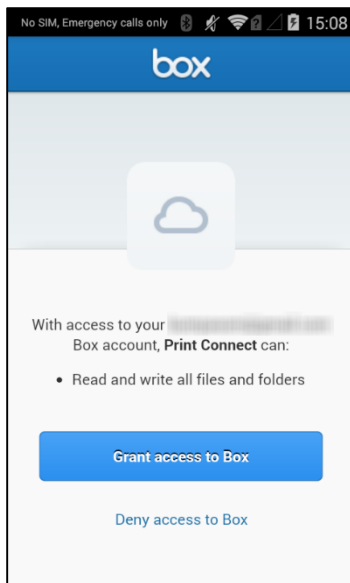 No SIM, Emergency calls only 15:08
box
With access to your
Box account, Print Connect can:
• Read and write all files and folders
Grant access to Box
Deny access to Box